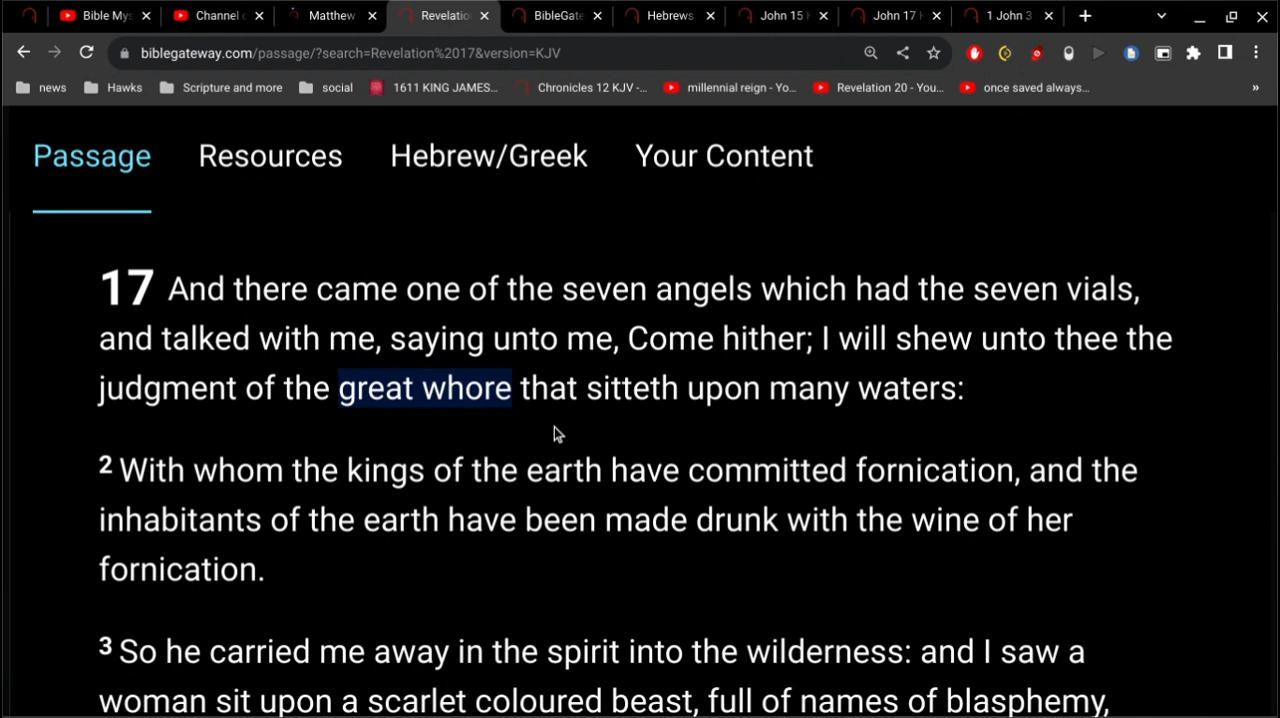 Bible Mys
Channel
Matthew
Revelatio
BibleGate
Hebrews
John 15
John 17
1 John 3
biblegateway.com/passage/?search=Revelation%2017&version=KJV
news
Hawks
Scripture and more
social
1611 KING JAMES...
Chronicles 12 KJV -...
millennial reign - Yo...
Revelation 20 - You...
once saved always...
»
Passage
Resources
Hebrew/Greek
Your Content
17 And there came one of the seven angels which had the seven vials,
and talked with me, saying unto me, Come hither; I will shew unto thee the
judgment of the great whore that sitteth upon many waters:
2 With whom the kings of the earth have committed fornication, and the
inhabitants of the earth have been made drunk with the wine of her
fornication.
3 So he carried me away in the spirit into the wilderness: and I saw a
woman sit upon a scarlet coloured beast, full of names of blasphemy,